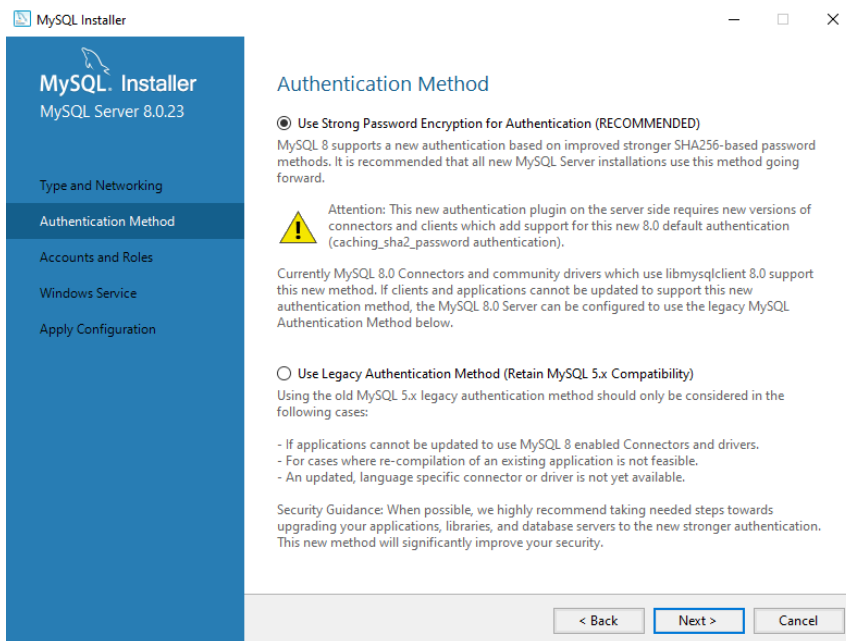 MySQL Installer
MySQL. Installer
MySQL Server 8.0.23
Type and Networking
Authentication Method
Accounts and Roles
Windows Service
Apply Configuration
Authentication Method
Use Strong Password Encryption for Authentication (RECOMMENDED)
MySQL 8 supports a new authentication based on improved stronger SHA256-based password
methods. It is recommended that all new MySQL Server installations use this method going
forward.
Attention: This new authentication plugin on the server side requires new versions of
connectors and clients which add support for this new 8.0 default authentication
(caching_sha2_password authentication).
Currently MySQL 8.0 Connectors and community drivers which use libmysqlclient 8.0 support
this new method. If clients and applications cannot be updated to support this new
authentication method, the MySQL 8.0 Server can be configured to use the legacy MySQL
Authentication Method below.
Use Legacy Authentication Method (Retain MySQL 5.x Compatibility)
Using the old MySQL 5.x legacy authentication method should only be considered in the
following cases:
- If applications cannot be updated to use MySQL 8 enabled Connectors and drivers.
- For cases where re-compilation of an existing application is not feasible.
- An updated, language specific connector or driver is not yet available.
Security Guidance: When possible, we highly recommend taking needed steps towards
upgrading your applications, libraries, and database servers to the new stronger authentication.
This new method will significantly improve your security.
< Back
Next >
Cancel